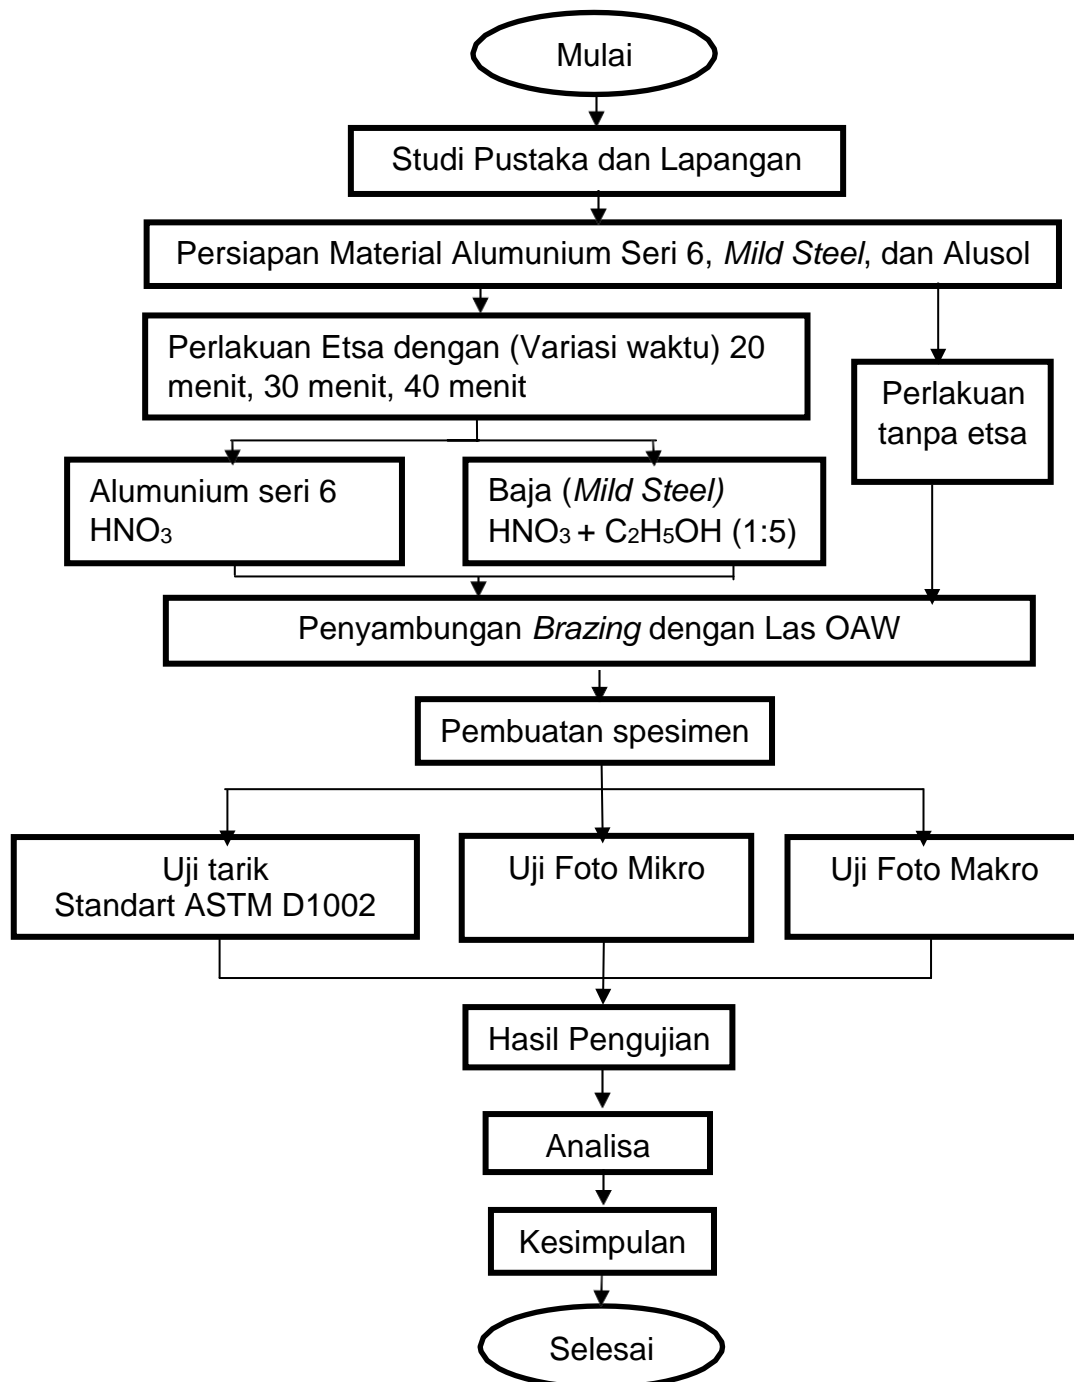 Mulai
Studi Pustaka dan Lapangan
Persiapan Material Alumunium Seri 6, Mild Steel, dan Alusol
Perlakuan Etsa dengan (Variasi waktu) 20
menit, 30 menit, 40 menit
Perlakuan
tanpa etsa
Alumunium seri 6
HNO₃
Baja (Mild Steel)
HNO₃ + C₂H₅OH (1:5)
Penyambungan Brazing dengan Las OAW
Pembuatan spesimen
Uji tarik
Standart ASTM D1002
Uji Foto Mikro
Uji Foto Makro
Hasil Pengujian
Analisa
Kesimpulan
Selesai